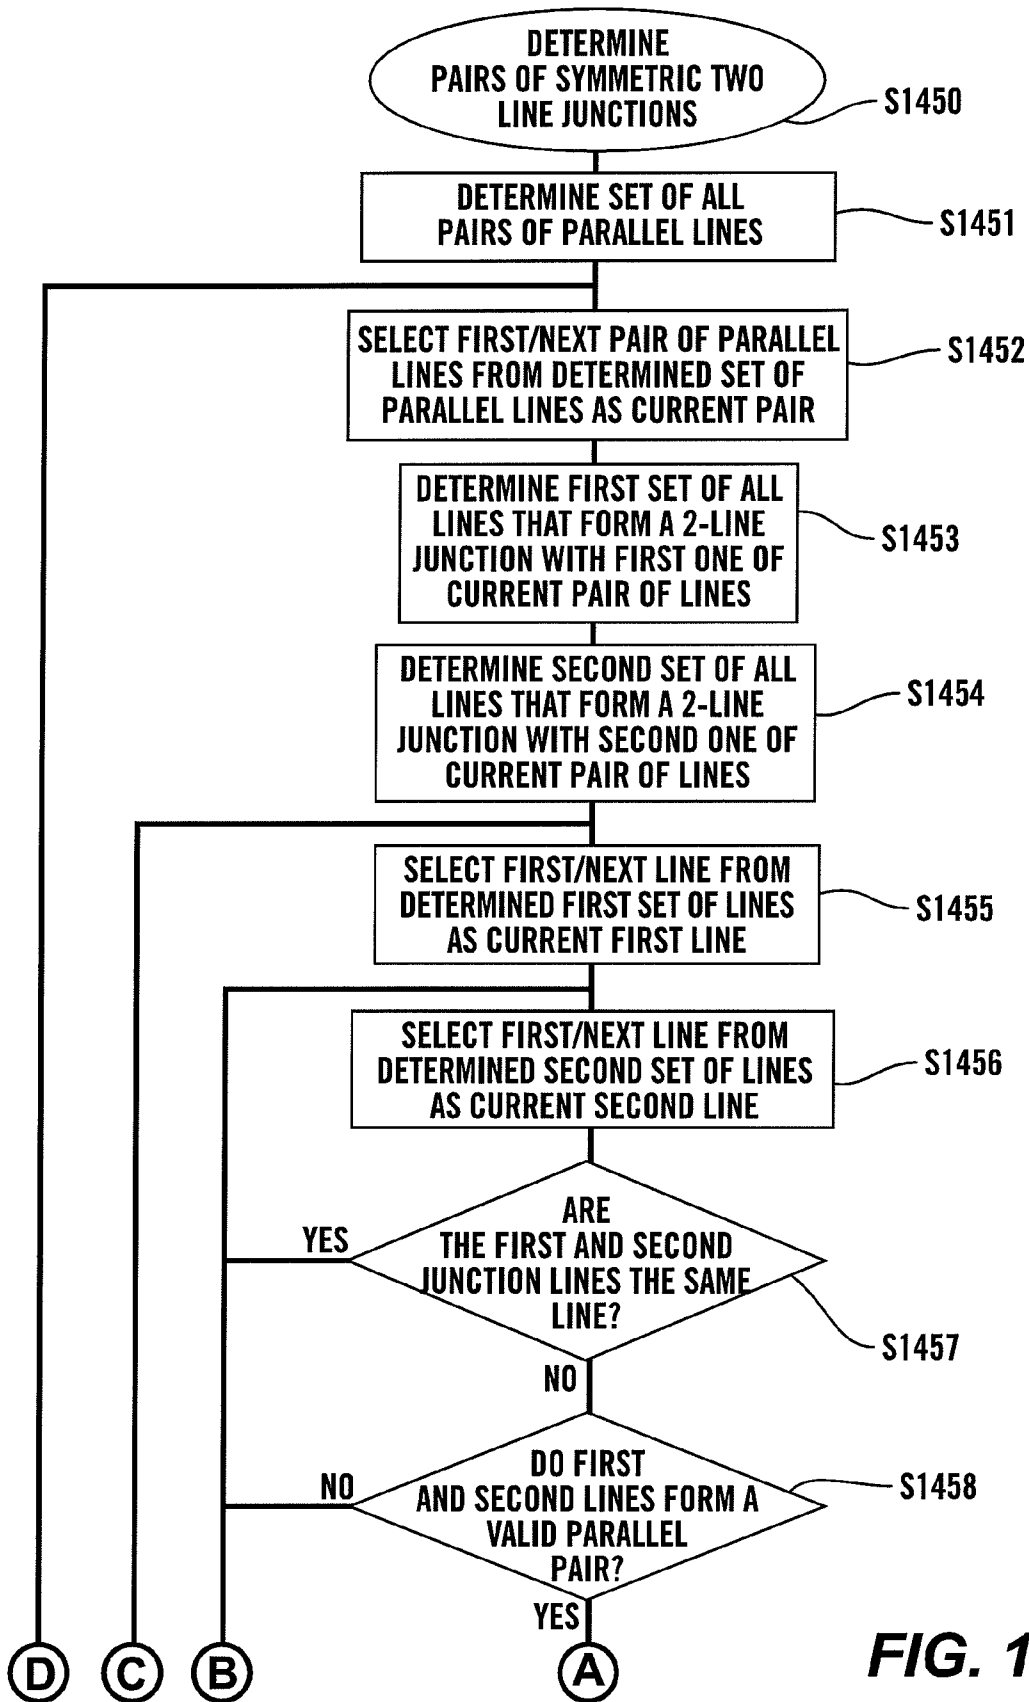 DETERMINE
PAIRS OF SYMMETRIC TWO
LINE JUNCTIONS
S1450
DETERMINE SET OF ALL
PAIRS OF PARALLEL LINES
S1451
SELECT FIRST/NEXT PAIR OF PARALLEL
LINES FROM DETERMINED SET OF
PARALLEL LINES AS CURRENT PAIR
S1452
DETERMINE FIRST SET OF ALL
LINES THAT FORM A 2-LINE
JUNCTION WITH FIRST ONE OF
CURRENT PAIR OF LINES
S1453
DETERMINE SECOND SET OF ALL
LINES THAT FORM A 2-LINE
JUNCTION WITH SECOND ONE OF
CURRENT PAIR OF LINES
S1454
SELECT FIRST/NEXT LINE FROM
DETERMINED FIRST SET OF LINES
AS CURRENT FIRST LINE
S1455
SELECT FIRST/NEXT LINE FROM
DETERMINED SECOND SET OF LINES
AS CURRENT SECOND LINE
S1456
ARE
THE FIRST AND SECOND
JUNCTION LINES THE SAME
LINE?
YES
S1457
NO
DO FIRST
AND SECOND LINES FORM A
VALID PARALLEL
PAIR?
NO
S1458
YES
D
C
B
A
FIG. 1